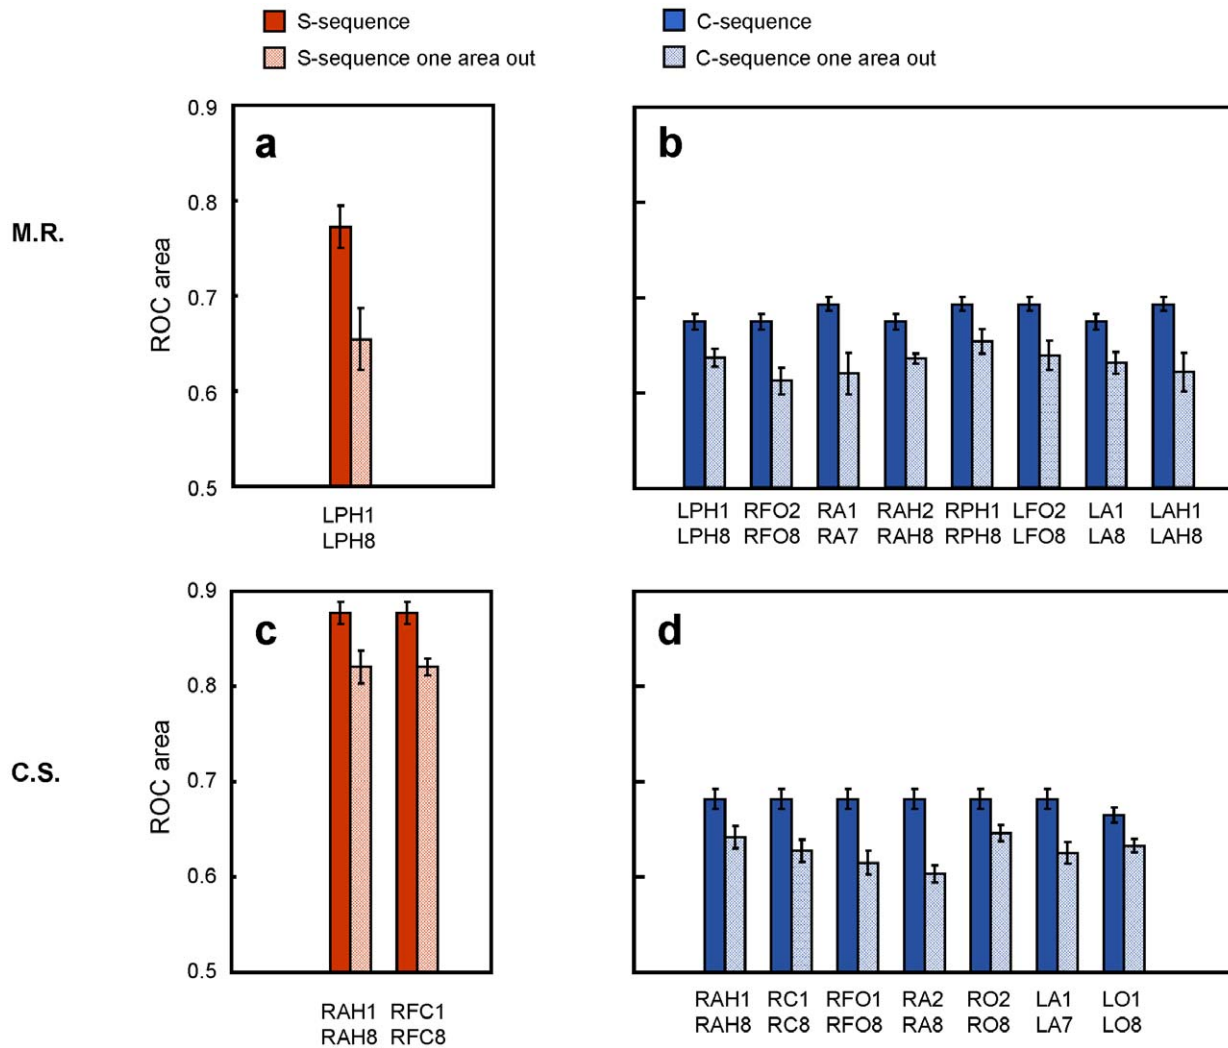 S-sequence
S-sequence one area out
C-sequence
C-sequence one area out
M.R.
ROC area
0.9
0.8
0.7
0.6
0.5
a
LPH1
LPH8
b
LPH1 RFO2 RA1 RAH2 RPH1 LFO2 LA1 LAH1
LPH8 RFO8 RA7 RAH8 RPH8 LFO8 LA8 LAH8
C.S.
ROC area
0.9
0.8
0.7
0.6
0.5
c
RAH1 RFC1
RAH8 RFC8
d
RAH1 RC1 RFO1 RA2 RO2 LA1 LO1
RAH8 RC8 RFO8 RA8 RO8 LA7 LO8